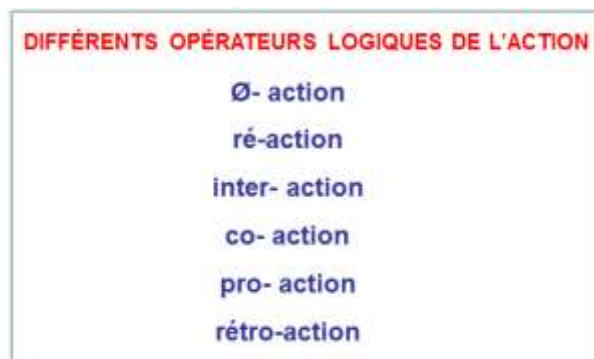 DIFFÉRENTS OPÉRATEURS LOGIQUES DE L'ACTION
Ø- action
ré-action
inter- action
co- action
pro- action
rétro-action